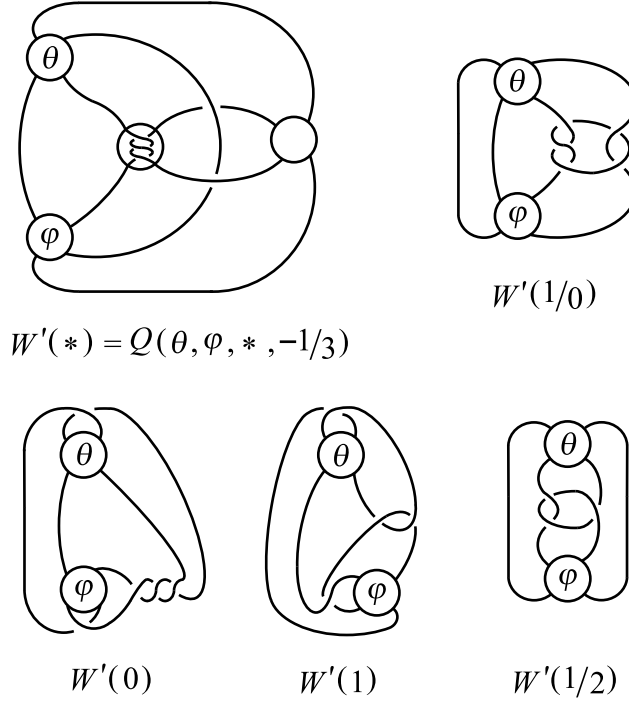 θ
φ
W'(*) = Q(θ, φ, *, -1/3)
θ
φ
W'(1/0)
θ
φ
W'(0)
θ
φ
W'(1)
θ
φ
W'(1/2)